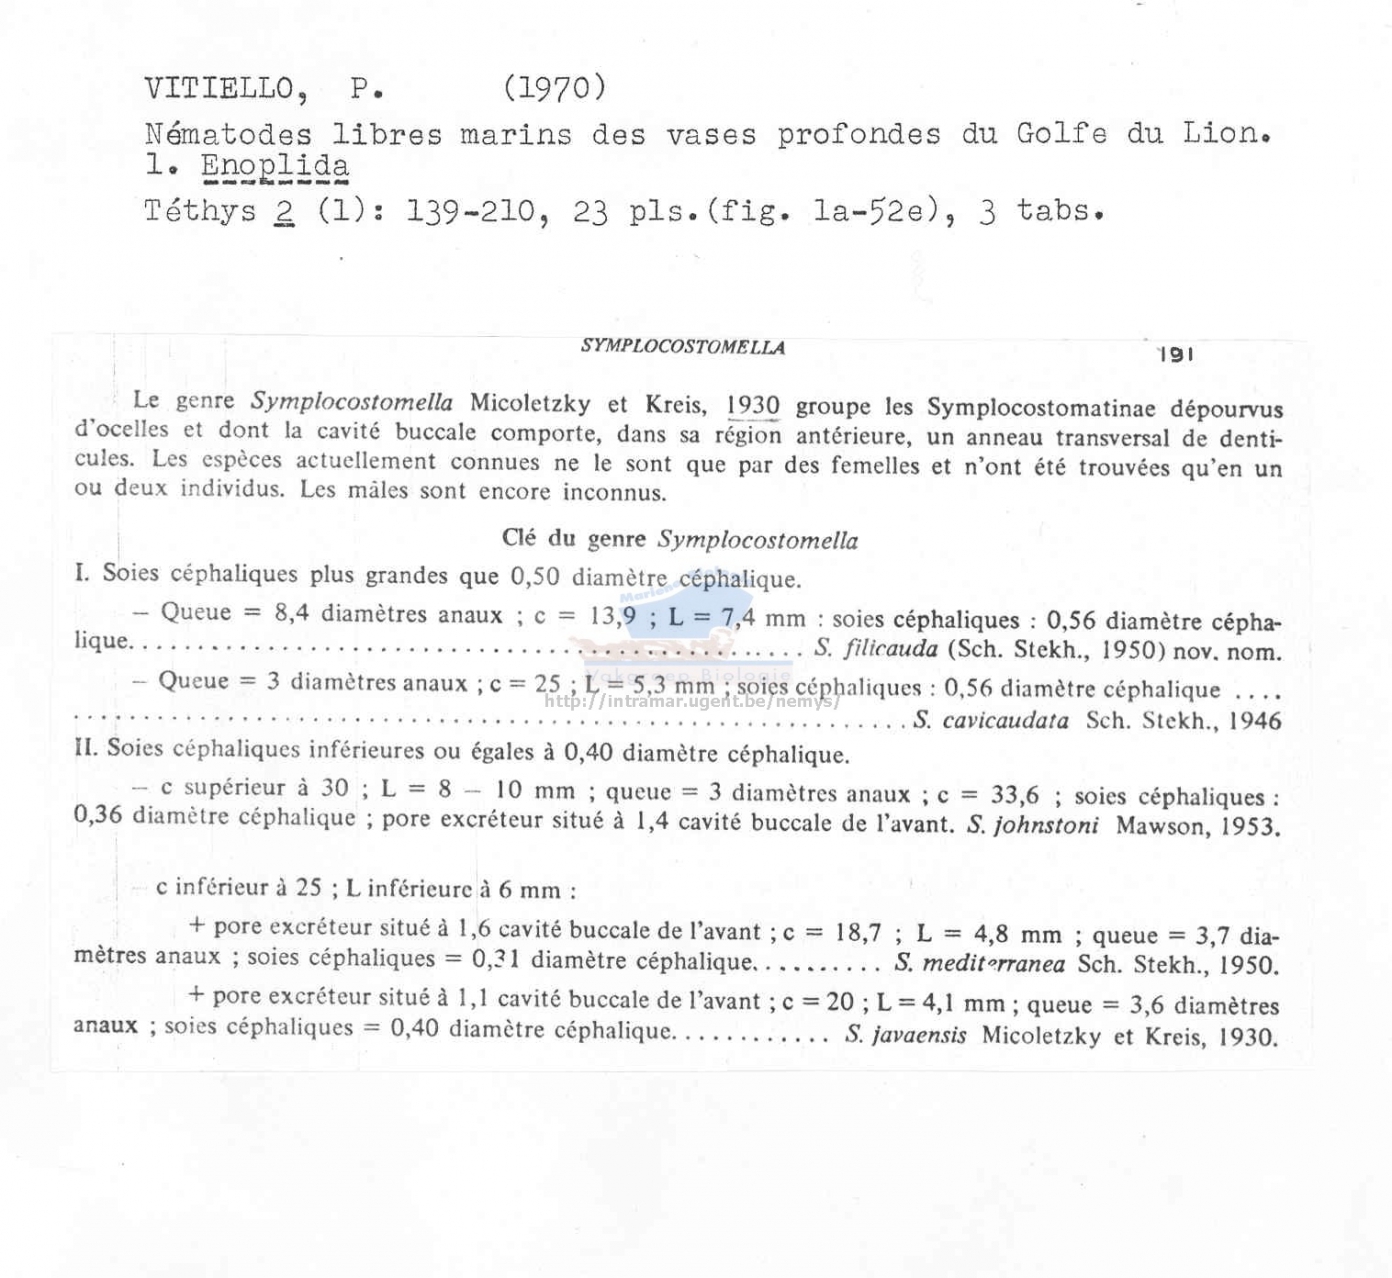 VITIELLO, P. (1970)
Nématodes libres marins des vases profondes du Golfe du Lion.
1. Enoplida
Téthys 2 (1): 139-210, 23 pls.(fig. 1a-52e), 3 tabs.
SYMPLOCOSTOMELLA
191
Le genre Symplocostomella Micoletzky et Kreis, 1930 groupe les Symplocostomatinae dépourvus
d'ocelles et dont la cavité buccale comporte, dans sa région antérieure, un anneau transversal de denti-
cules. Les espèces actuellement connues ne le sont que par des femelles et n'ont été trouvées qu'en un
ou deux individus. Les mâles sont encore inconnus.
Clé du genre Symplocostomella
I. Soies céphaliques plus grandes que 0,50 diamètre céphalique.
— Queue = 8,4 diamètres anaux ; c = 13,9 ; L = 7,4 mm : soies céphaliques : 0,56 diamètre cépha-
lique. . . . . . . . . . . . . . . . . . . . . . . . . . . . . . . . . . . . . . . . . . . . . . . S. filicauda (Sch. Stekh., 1950) nov. nom.
— Queue = 3 diamètres anaux ; c = 25 ; L = 5,3 mm ; soies céphaliques : 0,56 diamètre céphalique ....
http://intramar.ugent.be/nemys/
. . . . . . . . . . . . . . . . . . . . . . . . . . . . . . . . . . . . . . . . . . . . . . . . . . . . . S. cavicaudata Sch. Stekh., 1946
II. Soies céphaliques inférieures ou égales à 0,40 diamètre céphalique.
— c supérieur à 30 ; L = 8 — 10 mm ; queue = 3 diamètres anaux ; c = 33,6 ; soies céphaliques :
0,36 diamètre céphalique ; pore excréteur situé à 1,4 cavité buccale de l'avant. S. johnstoni Mawson, 1953.
— c inférieur à 25 ; L inférieure à 6 mm :
+ pore excréteur situé à 1,6 cavité buccale de l'avant ; c = 18,7 ; L = 4,8 mm ; queue = 3,7 dia-
mètres anaux ; soies céphaliques = 0,31 diamètre céphalique. . . . . . . . . . S. mediterranea Sch. Stekh., 1950.
+ pore excréteur situé à 1,1 cavité buccale de l'avant ; c = 20 ; L = 4,1 mm ; queue = 3,6 diamètres
anaux ; soies céphaliques = 0,40 diamètre céphalique. . . . . . . . . . . . S. javaensis Micoletzky et Kreis, 1930.